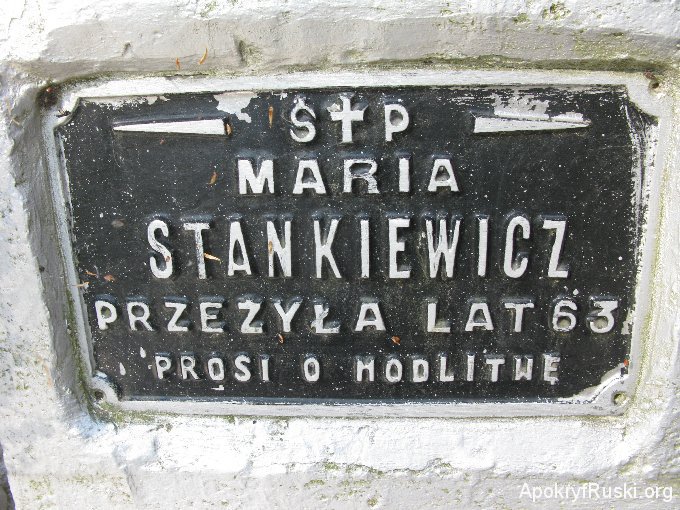 S✝P
MARIA
STANKIEWICZ
PRZEŻYŁA LAT 63
PROSI O MODLITWĘ
ApokryfRuski.org